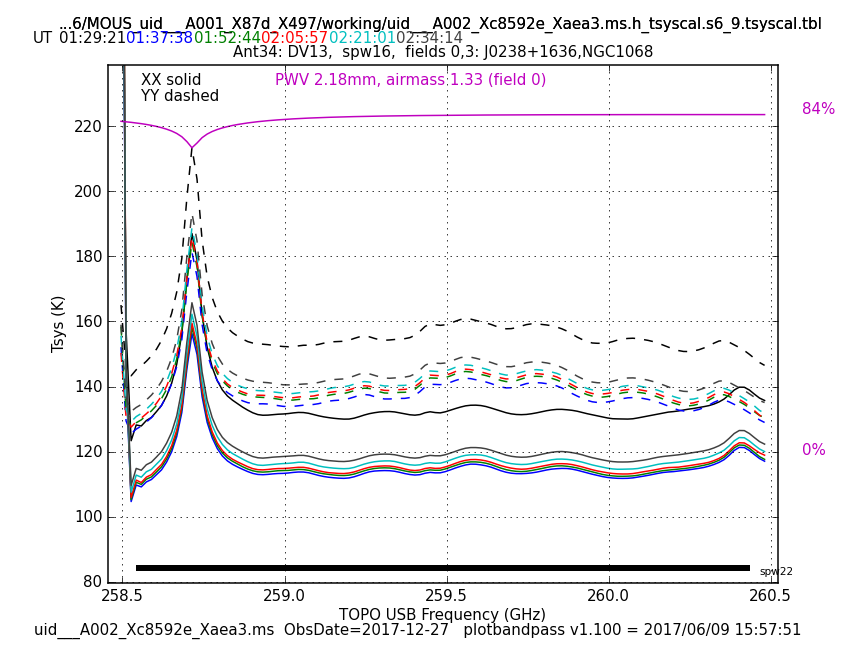 ...6/MOUS_uid___A001_X87d_X497/working/uid___A002_Xc8592e_Xaea3.ms.h_tsyscal.s6_9.tsyscal.tbl
UT 01:29:21 01:37:38 01:52:44 02:05:57 02:21:01 02:34:14
Ant34: DV13, spw16, fields 0,3: J0238+1636,NGC1068
XX solid
YY dashed
PWV 2.18mm, airmass 1.33 (field 0)
84%
0%
Tsys (K)
220
200
180
160
140
120
100
80
spw22
258.5 259.0 259.5 260.0 260.5
TOPO USB Frequency (GHz)
uid___A002_Xc8592e_Xaea3.ms ObsDate=2017-12-27 plotbandpass v1.100 = 2017/06/09 15:57:51